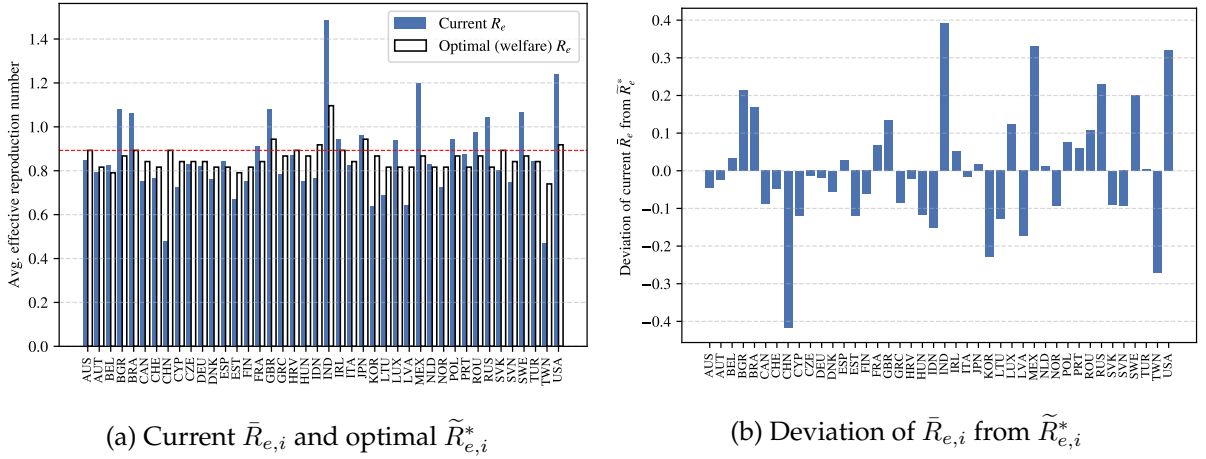 Avg. effective reproduction number
1.4
1.2
1.0
0.8
0.6
0.4
0.2
0.0
Current R_e
Optimal (welfare) R_e
AUS AUT BEL BGR BRA CAN CHE CHN CYP CZE DEU DNK ESP EST FIN FRA GBR GRC HRV HUN IDN IND IRL ITA JPN KOR LTU LUX LVA MEX NLD NOR POL PRT ROU RUS SVK SVN SWE TUR TWN USA
(a) Current R̄_{e,i} and optimal R̃*_{e,i}
Deviation of current R̄_e from R̃*_e
0.4
0.3
0.2
0.1
0.0
−0.1
−0.2
−0.3
−0.4
AUS AUT BEL BGR BRA CAN CHE CHN CYP CZE DEU DNK ESP EST FIN FRA GBR GRC HRV HUN IDN IND IRL ITA JPN KOR LTU LUX LVA MEX NLD NOR POL PRT ROU RUS SVK SVN SWE TUR TWN USA
(b) Deviation of R̄_{e,i} from R̃*_{e,i}